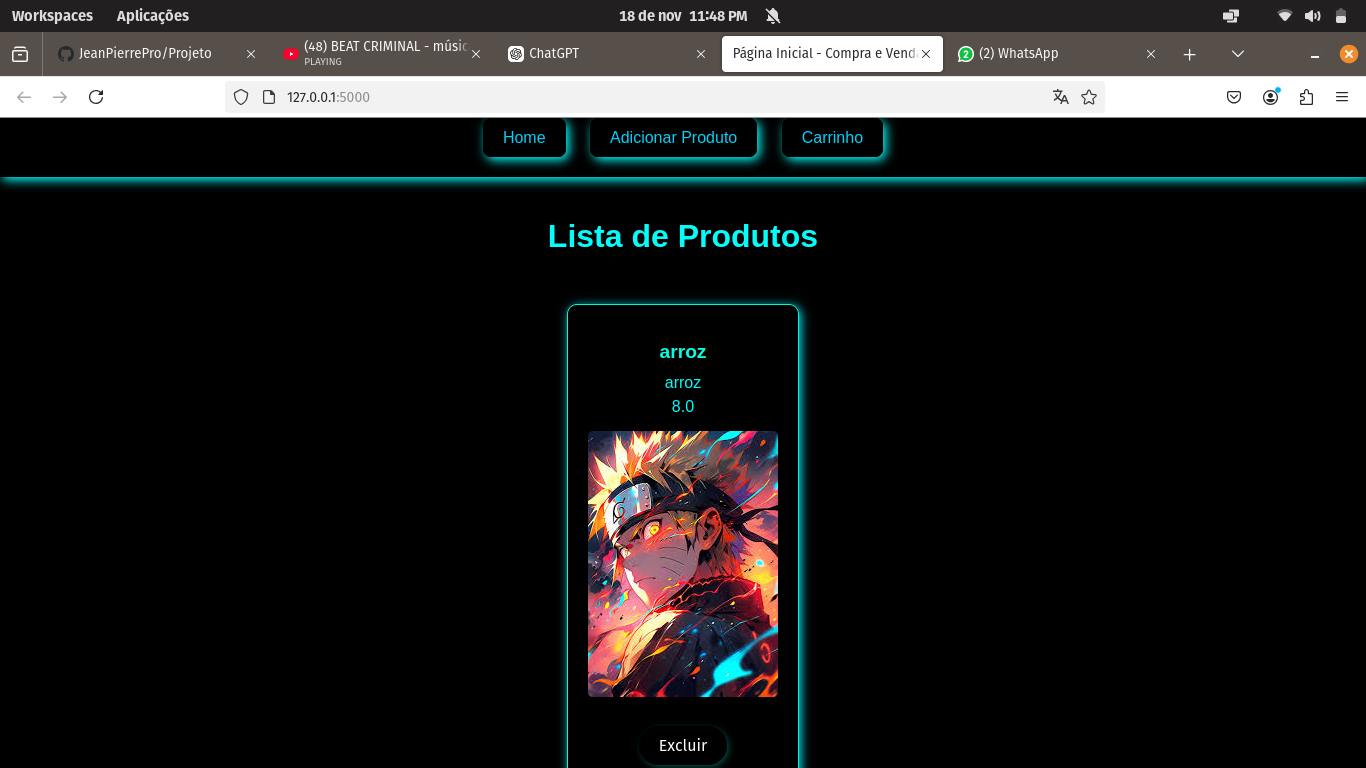 Workspaces Aplicações 18 de nov 11:48 PM
JeanPierrePro/Projeto (48) BEAT CRIMINAL - músic ChatGPT Página Inicial - Compra e Vend (2) WhatsApp
PLAYING
127.0.0.1:5000
Home Adicionar Produto Carrinho
Lista de Produtos
arroz
arroz
8.0
Excluir